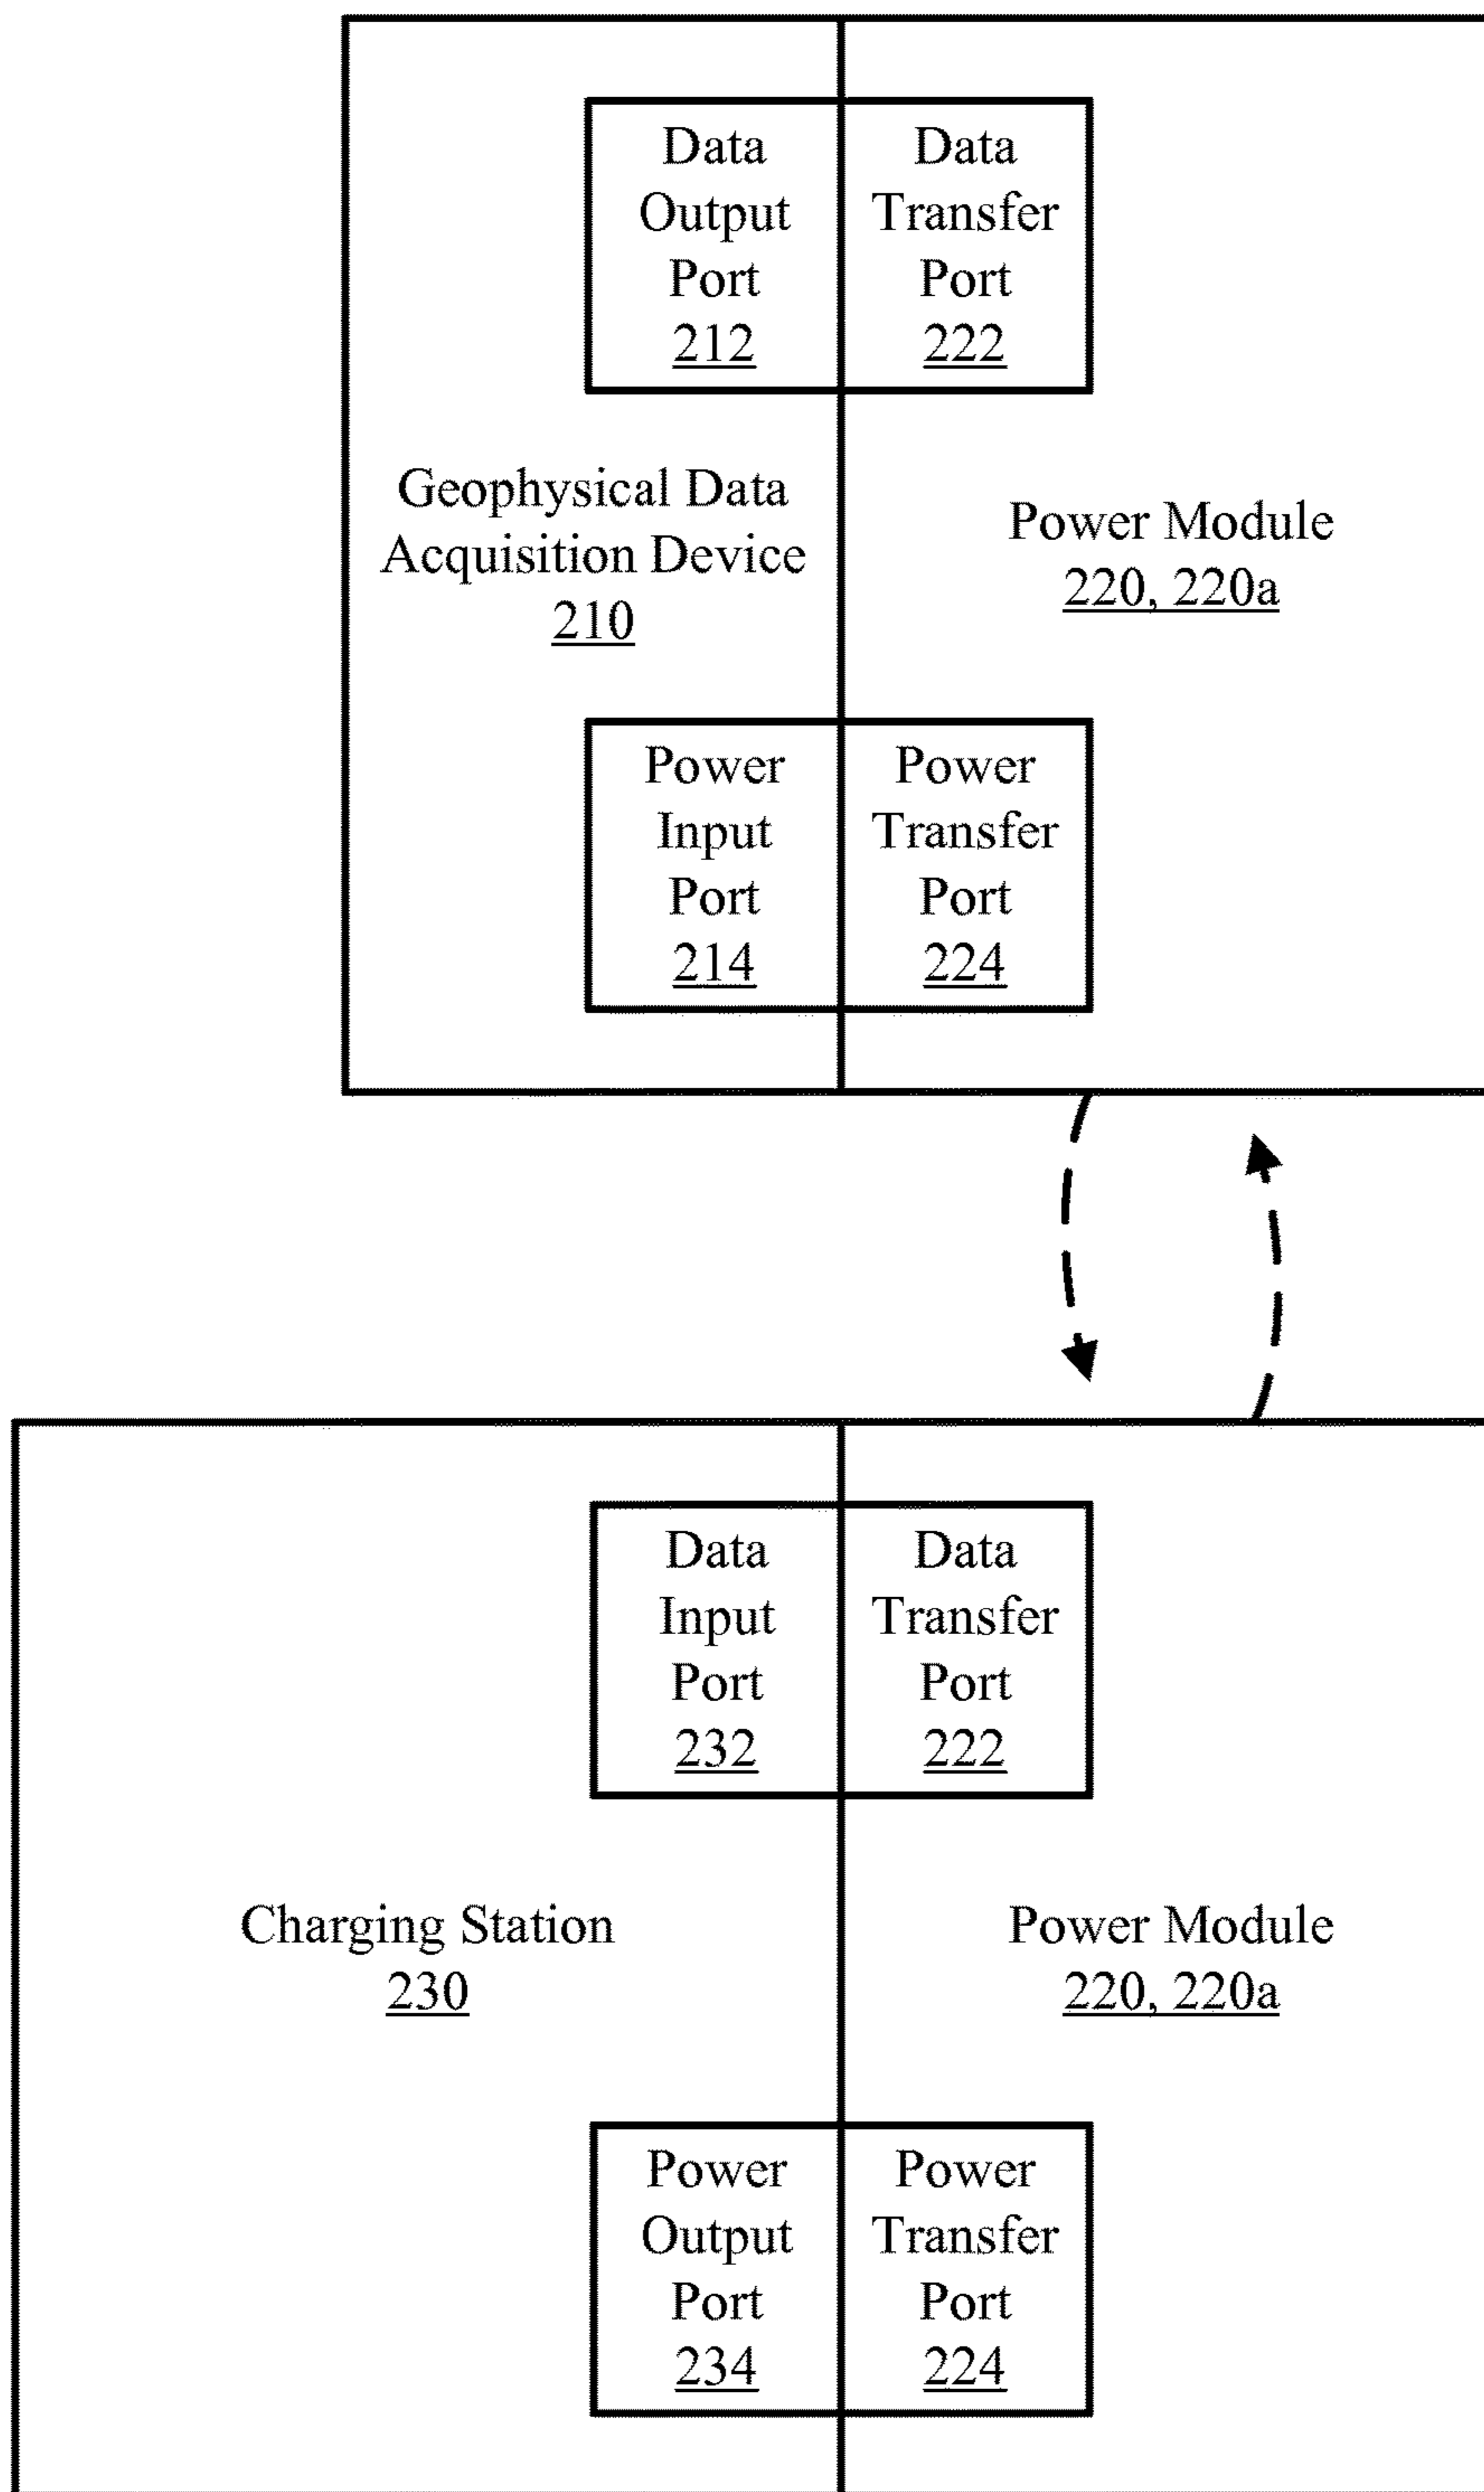 Data
Output
Port
212
Data
Transfer
Port
222
Geophysical Data
Acquisition Device
210
Power Module
220, 220a
Power
Input
Port
214
Power
Transfer
Port
224
Data
Input
Port
232
Data
Transfer
Port
222
Charging Station
230
Power Module
220, 220a
Power
Output
Port
234
Power
Transfer
Port
224